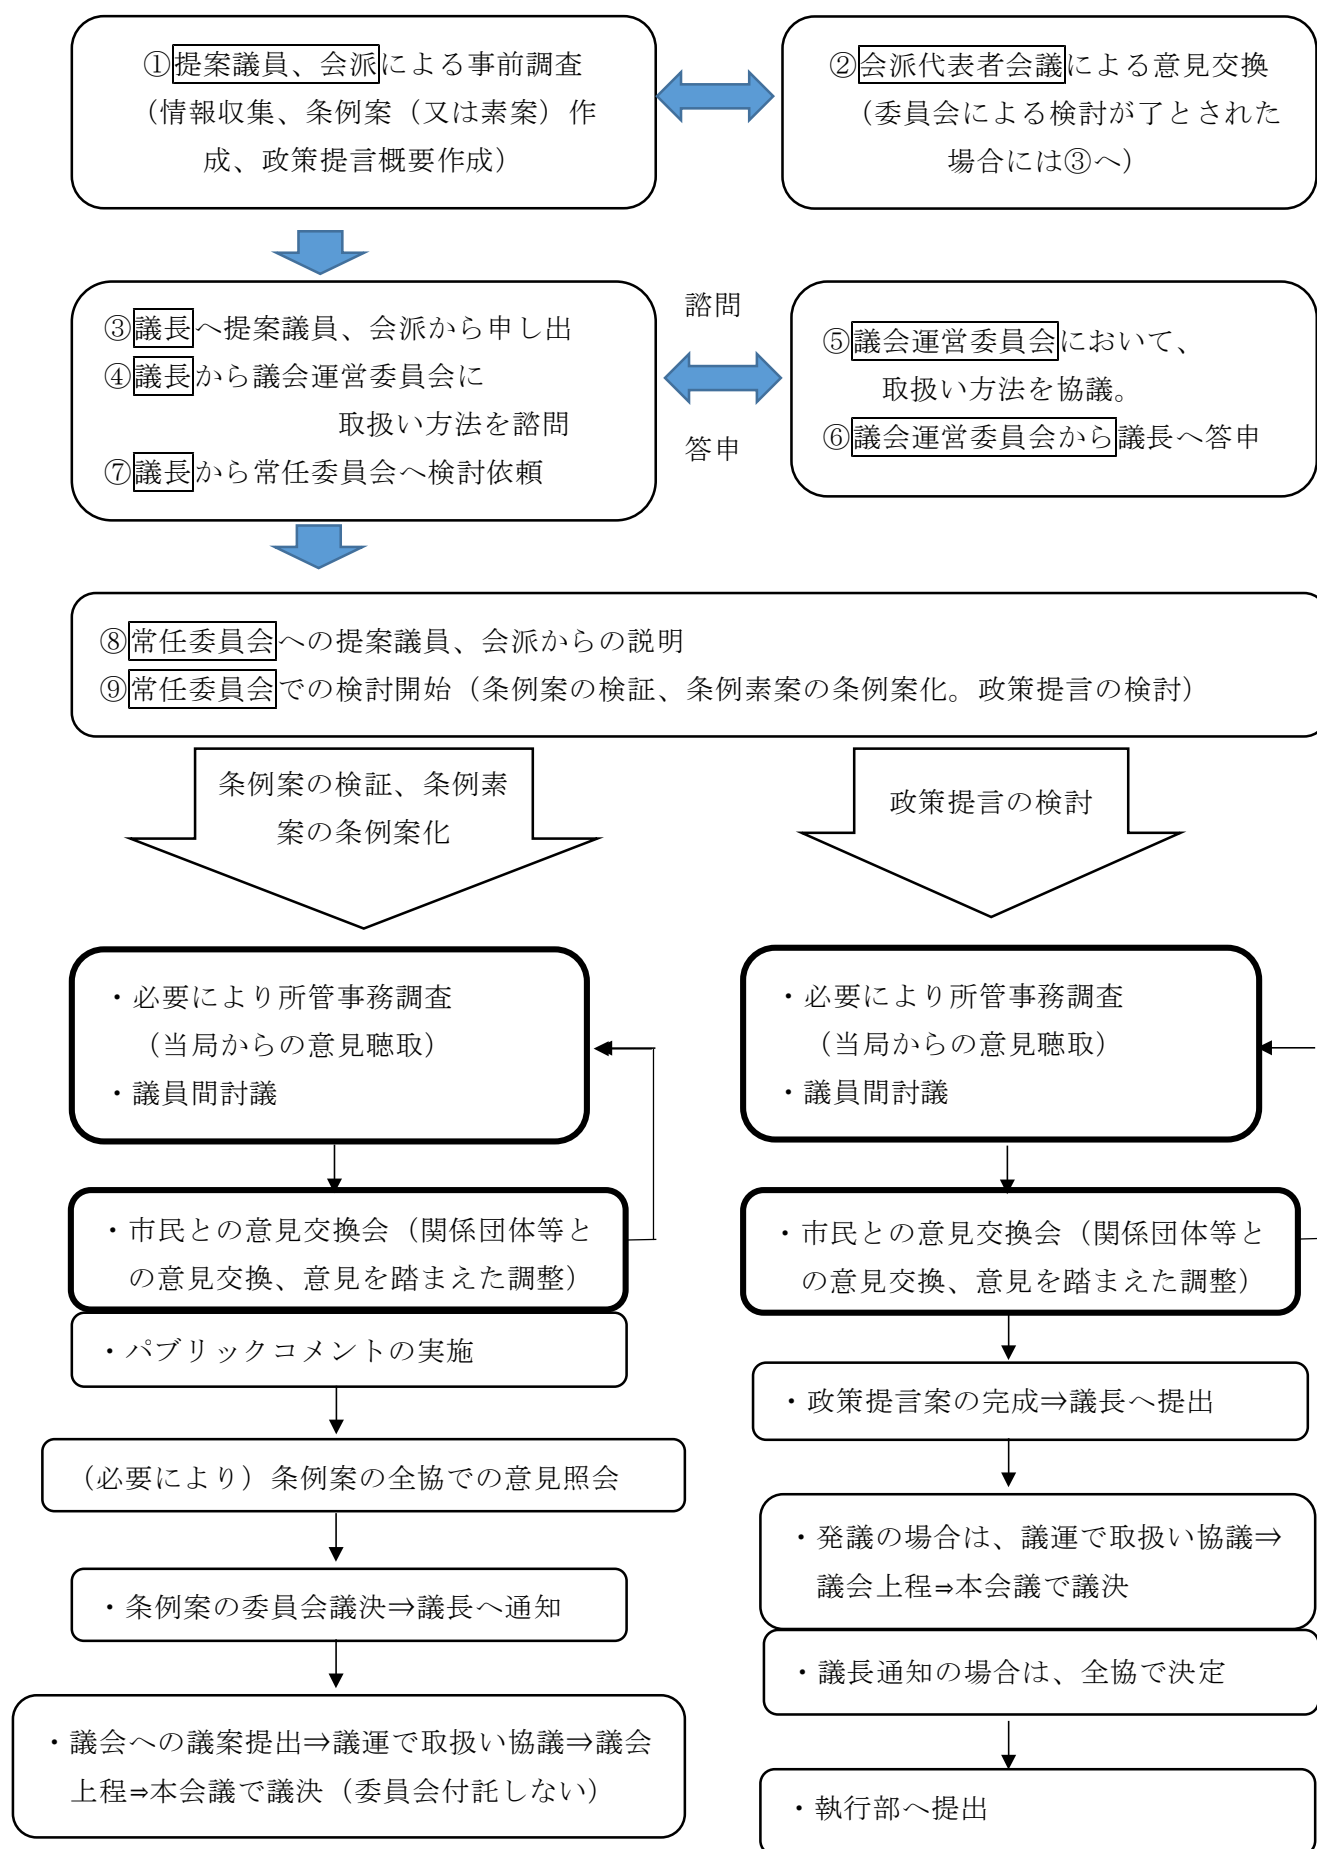 ①提案議員、会派による事前調査
（情報収集、条例案（又は素案）作
成、政策提言概要作成）
②会派代表者会議による意見交換
（委員会による検討が了とされた
場合には③へ）
③議長へ提案議員、会派から申し出
④議長から議会運営委員会に
取扱い方法を諮問
⑦議長から常任委員会へ検討依頼
諮問
答申
⑤議会運営委員会において、
取扱い方法を協議。
⑥議会運営委員会から議長へ答申
⑧常任委員会への提案議員、会派からの説明
⑨常任委員会での検討開始（条例案の検証、条例素案の条例案化。政策提言の検討）
条例案の検証、条例素
案の条例案化
政策提言の検討
・必要により所管事務調査
（当局からの意見聴取）
・議員間討議
・市民との意見交換会（関係団体等と
の意見交換、意見を踏まえた調整）
・パブリックコメントの実施
（必要により）条例案の全協での意見照会
・条例案の委員会議決⇒議長へ通知
・議会への議案提出⇒議運で取扱い協議⇒議会
上程⇒本会議で議決（委員会付託しない）
・必要により所管事務調査
（当局からの意見聴取）
・議員間討議
・市民との意見交換会（関係団体等と
の意見交換、意見を踏まえた調整）
・政策提言案の完成⇒議長へ提出
・発議の場合は、議運で取扱い協議⇒
議会上程⇒本会議で議決
・議長通知の場合は、全協で決定
・執行部へ提出